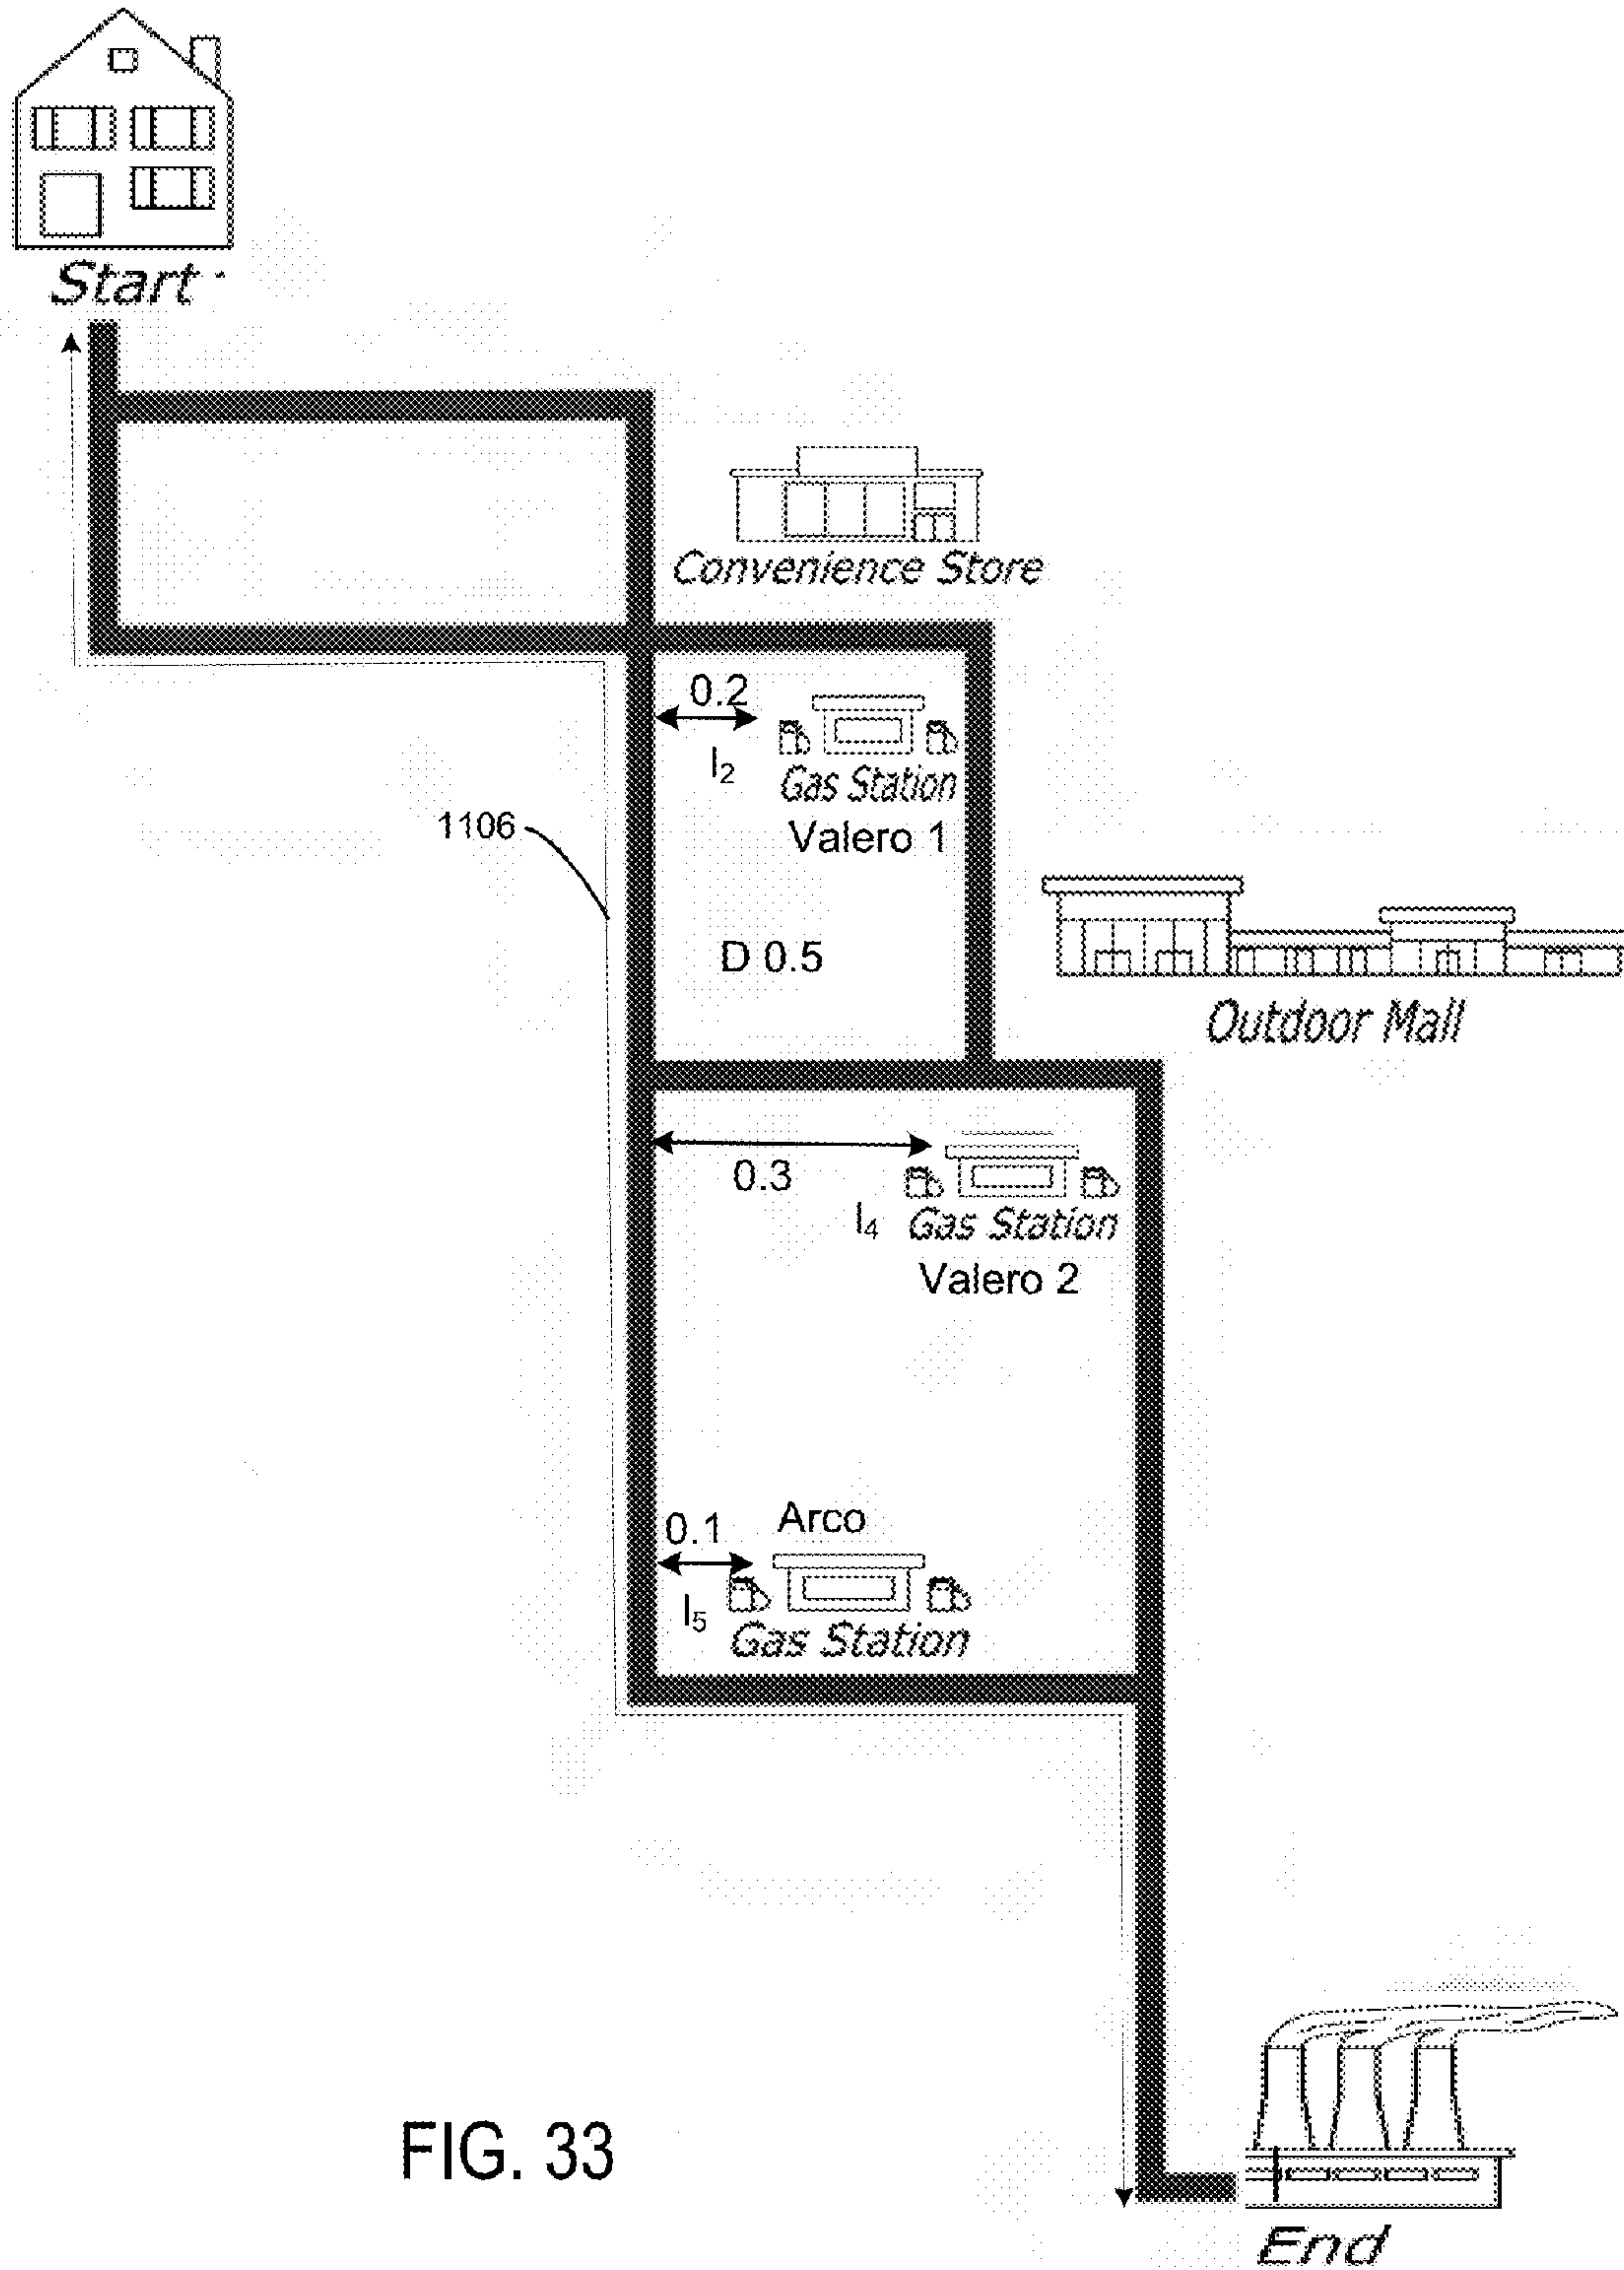 Start
Convenience Store
0.2
I2
Gas Station
Valero 1
1106
D 0.5
Outdoor Mall
0.3
I4
Gas Station
Valero 2
Arco
0.1
I5
Gas Station
FIG. 33
End